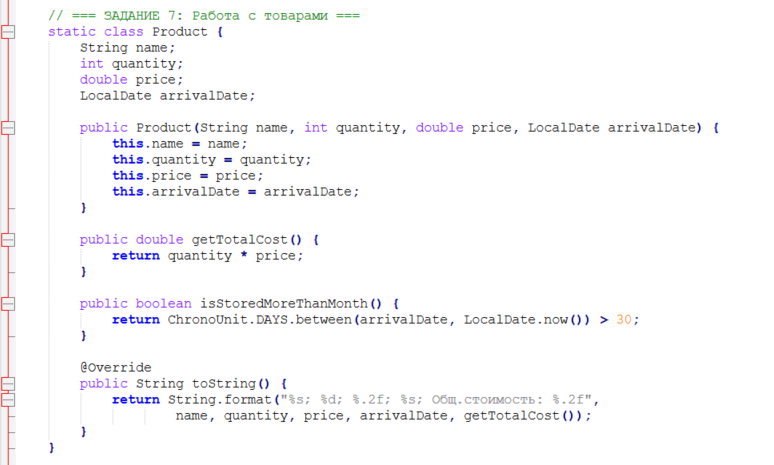 // === ЗАДАНИЕ 7: Работа с товарами ===
static class Product {
String name;
int quantity;
double price;
LocalDate arrivalDate;
public Product(String name, int quantity, double price, LocalDate arrivalDate) {
this.name = name;
this.quantity = quantity;
this.price = price;
this.arrivalDate = arrivalDate;
}
public double getTotalCost() {
return quantity * price;
}
public boolean isStoredMoreThanMonth() {
return ChronoUnit.DAYS.between(arrivalDate, LocalDate.now()) > 30;
}
@Override
public String toString() {
return String.format("%s; %d; %.2f; %s; Общ.стоимость: %.2f",
name, quantity, price, arrivalDate, getTotalCost());
}
}